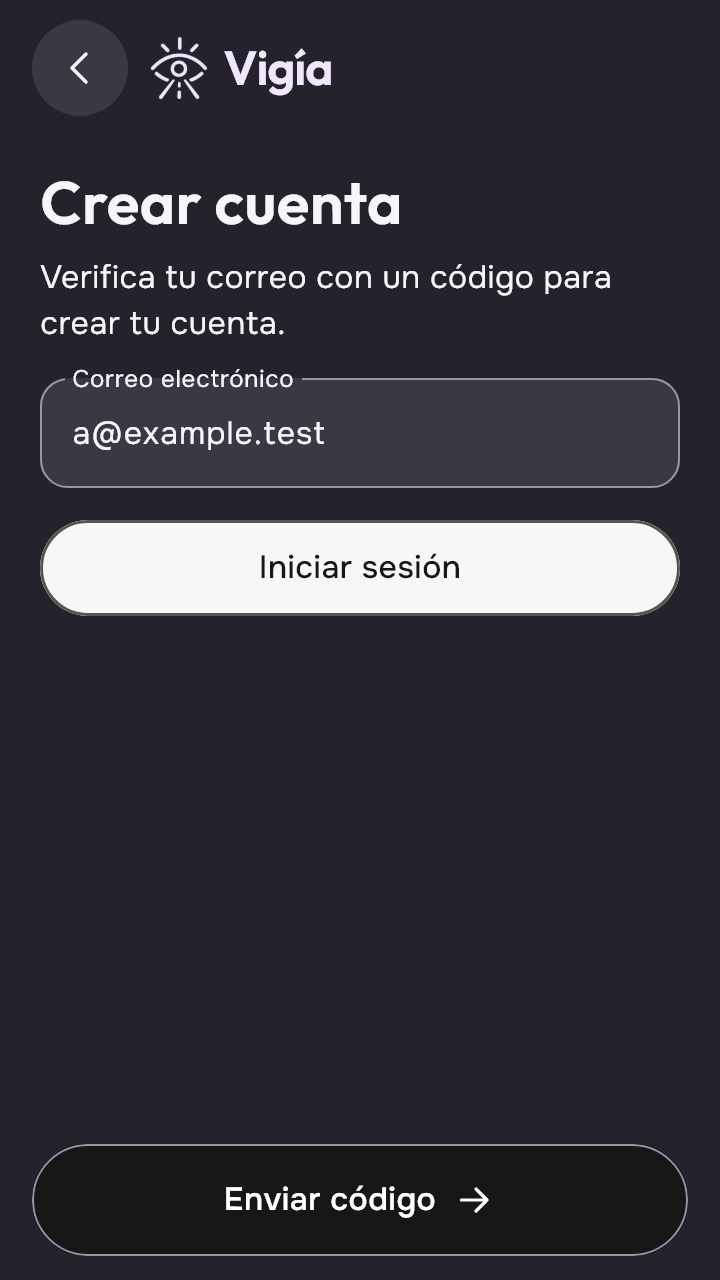 Vigía
Crear cuenta
Verifica tu correo con un código para
crear tu cuenta.
Correo electrónico
a@example.test
Iniciar sesión
Enviar código